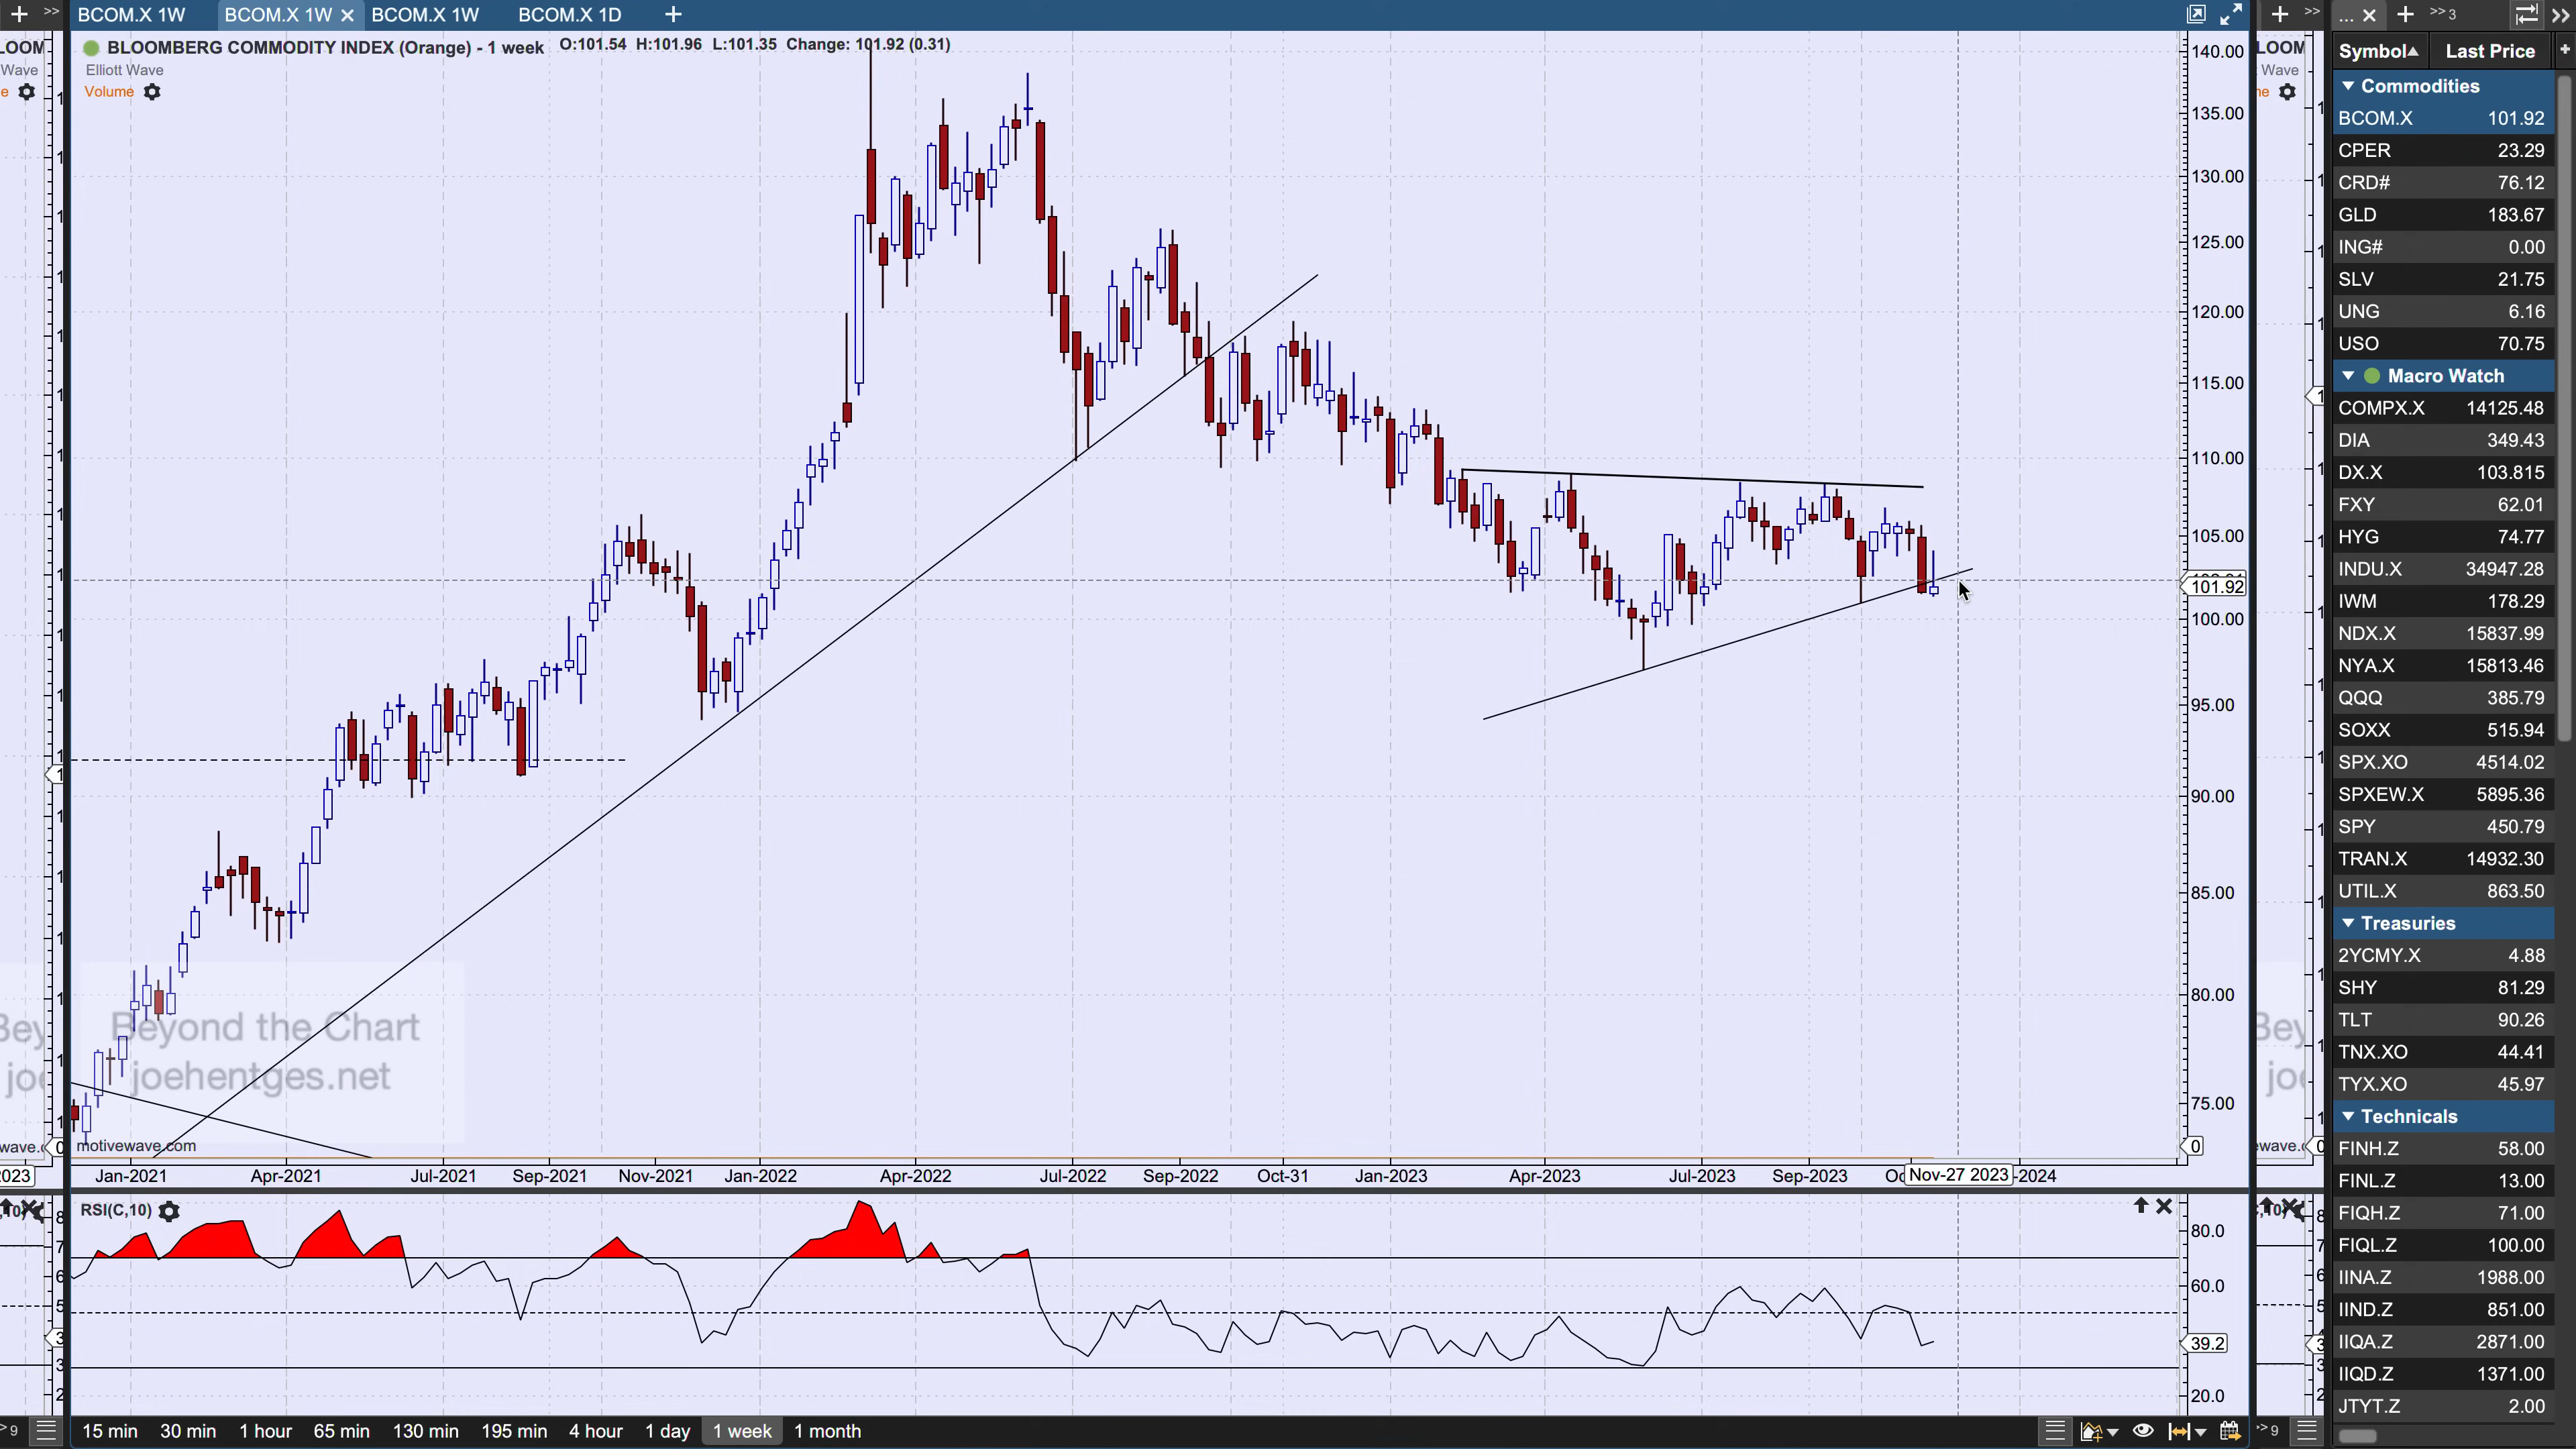 BCOM.X 1W
BCOM.X 1W
BCOM.X 1W
BCOM.X 1D
BLOOMBERG COMMODITY INDEX (Orange) - 1 week O:101.54 H:101.96 L:101.35 Change: 101.92 (0.31)
Elliott Wave
Volume
140.00
135.00
130.00
125.00
120.00
115.00
110.00
105.00
101.92
100.00
95.00
90.00
85.00
80.00
75.00
0
Beyond the Chart
joehentges.net
motivewave.com
Jan-2021 Apr-2021 Jul-2021 Sep-2021 Nov-2021 Jan-2022 Apr-2022 Jul-2022 Sep-2022 Oct-31 Jan-2023 Apr-2023 Jul-2023 Sep-2023 Nov-27 2023 -2024
RSI(C,10)
80.0
60.0
39.2
20.0
15 min 30 min 1 hour 65 min 130 min 195 min 4 hour 1 day 1 week 1 month
Symbol Last Price
Commodities
BCOM.X 101.92
CPER 23.29
CRD# 76.12
GLD 183.67
ING# 0.00
SLV 21.75
UNG 6.16
USO 70.75
Macro Watch
COMPX.X 14125.48
DIA 349.43
DX.X 103.815
FXY 62.01
HYG 74.77
INDU.X 34947.28
IWM 178.29
NDX.X 15837.99
NYA.X 15813.46
QQQ 385.79
SOXX 515.94
SPX.XO 4514.02
SPXEW.X 5895.36
SPY 450.79
TRAN.X 14932.30
UTIL.X 863.50
Treasuries
2YCMY.X 4.88
SHY 81.29
TLT 90.26
TNX.XO 44.41
TYX.XO 45.97
Technicals
FINH.Z 58.00
FINL.Z 13.00
FIQH.Z 71.00
FIQL.Z 100.00
IINA.Z 1988.00
IIND.Z 851.00
IIQA.Z 2871.00
IIQD.Z 1371.00
JTYT.Z 2.00